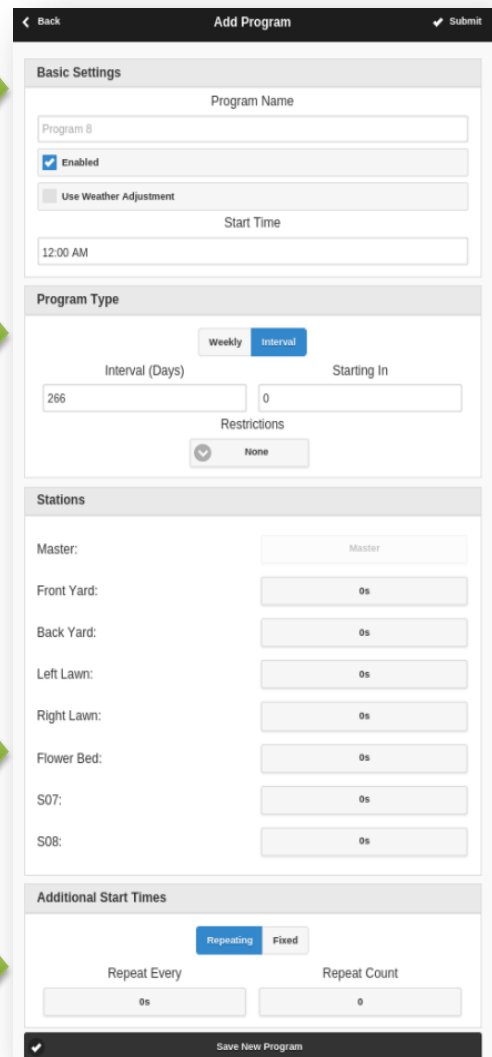 Back Add Program Submit
Basic Settings
Program Name
Program 8
Enabled
Use Weather Adjustment
Start Time
12:00 AM
Program Type
Weekly Interval
Interval (Days) Starting In
266 0
Restrictions
None
Stations
Master: Master
Front Yard: 0s
Back Yard: 0s
Left Lawn: 0s
Right Lawn: 0s
Flower Bed: 0s
S07: 0s
S08: 0s
Additional Start Times
Repeating Fixed
Repeat Every Repeat Count
0s 0
Save New Program